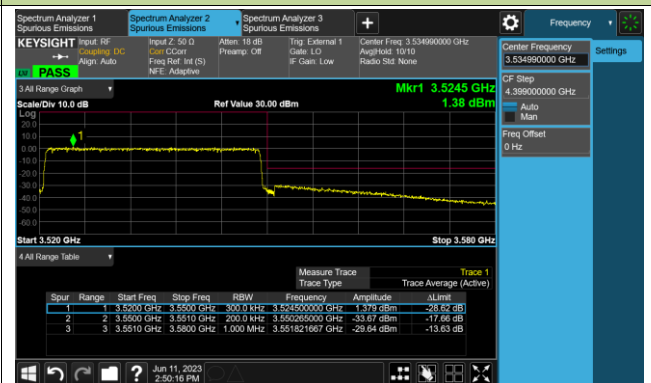 Spectrum Analyzer 1
Spurious Emissions
Spectrum Analyzer 2
Spurious Emissions
Spectrum Analyzer 3
Spurious Emissions
Frequency
KEYSIGHT
Input: RF
Coupling: DC
Align: Auto
Input Z: 50 Ω
Corr CCorr
Freq Ref: Int (S)
NFE: Adaptive
Atten: 18 dB
Preamp: Off
Trig: External 1
Gate: LO
IF Gain: Low
Center Freq: 3.534990000 GHz
Avg|Hold: 10/10
Radio Std: None
LXI PASS
Center Frequency
3.534990000 GHz
Settings
CF Step
4.399000000 GHz
Auto
Man
Freq Offset
0 Hz
3 All Range Graph
Mkr1 3.5245 GHz
Scale/Div 10.0 dB
Ref Value 30.00 dBm
1.38 dBm
Log
20.0
10.0
0.00
-10.0
-20.0
-30.0
-40.0
-50.0
-60.0
1
Start 3.520 GHz
Stop 3.580 GHz
4 All Range Table
Measure Trace Trace 1
Trace Type Trace Average (Active)
Spur Range Start Freq Stop Freq RBW Frequency Amplitude ΔLimit
1 1 3.5200 GHz 3.5500 GHz 300.0 kHz 3.524500000 GHz 1.379 dBm -28.62 dB
2 2 3.5500 GHz 3.5510 GHz 200.0 kHz 3.550265000 GHz -33.67 dBm -17.66 dB
3 3 3.5510 GHz 3.5800 GHz 1.000 MHz 3.551821667 GHz -29.64 dBm -13.63 dB
Jun 11, 2023
2:50:16 PM